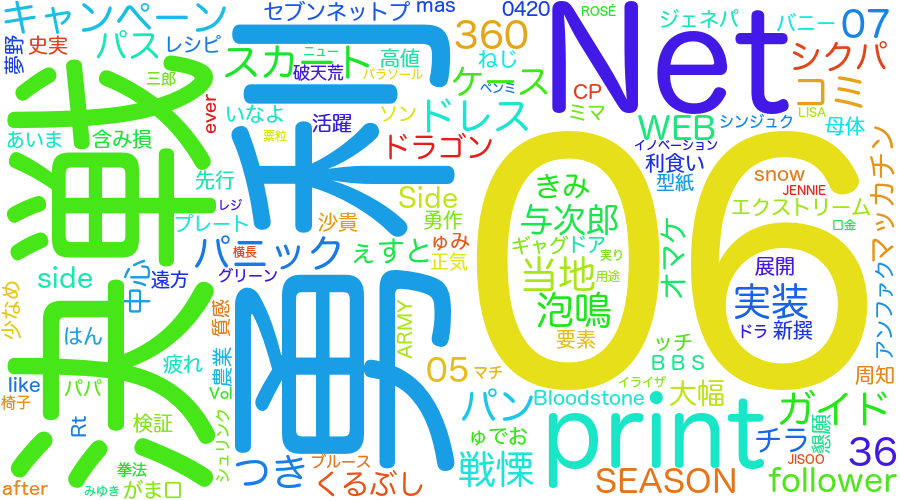 キャンペーン
セブンネットプ
mas
0420
ROSÉ
ジェネパ
バニー
07
夢野
史実
パス
レシピ
スカート
ニュー
破天荒
高値
パラソール
360
ねじ
Net
シクパ
コミ
三郎
ケース
ベンミ
CP
ミマ
LISA
決戦
勇利
ever
いなよ
活躍
粟粒
ソン
ドレス
WEB
シンジュク
母体
あいま
含み損
ドラゴン
イノベーション
利食い
型紙
snow
JENNIE
マッカチン
先行
レジ
Side
勇作
きみ
06
エクストリーム
口金
プレート
沙貴
与次郎
パニック
横長
ぇすと
ゅみ
正気
ギャグ
ドア
実り
オマケ
side
中心
遠方
グリーン
当地
用途
展開
アンファク
少なめ
質感
ARMY
泡鳴
実装
ドラ
新撰
はん
要素
ッチ
疲れ
農業
05
マチ
BBS
周知
like
パパ
Vol
イライザ
大幅
椅子
Rt
検証
シュリンク
パン
Bloodstone
print
ガイド
ゅでお
チラ
懇願
36
拳法
つき
ブルース
戦慄
JISOO
after
みゆき
がま口
くるぶし
SEASON
follower